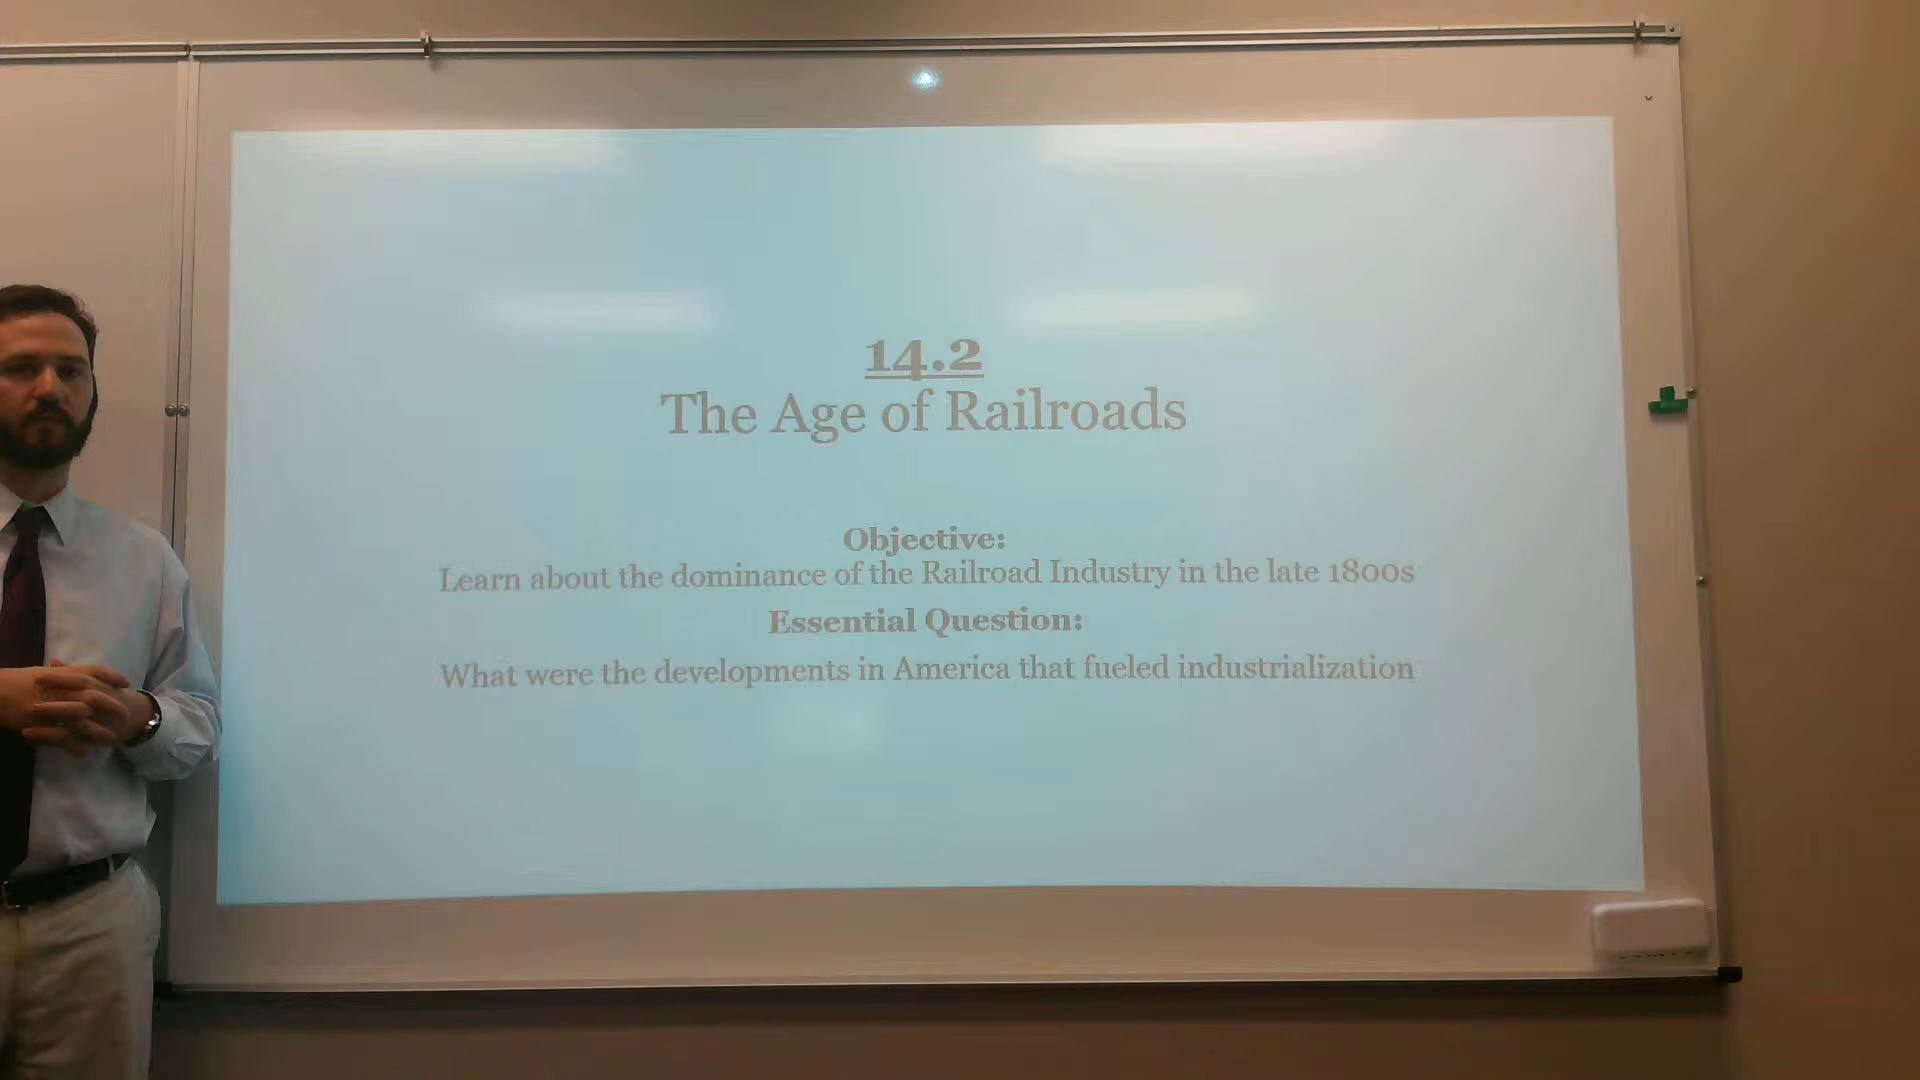 14.2
The Age of Railroads
Objective:
Learn about the dominance of the Railroad Industry in the late 1800s
Essential Question:
What were the developments in America that fueled industrialization